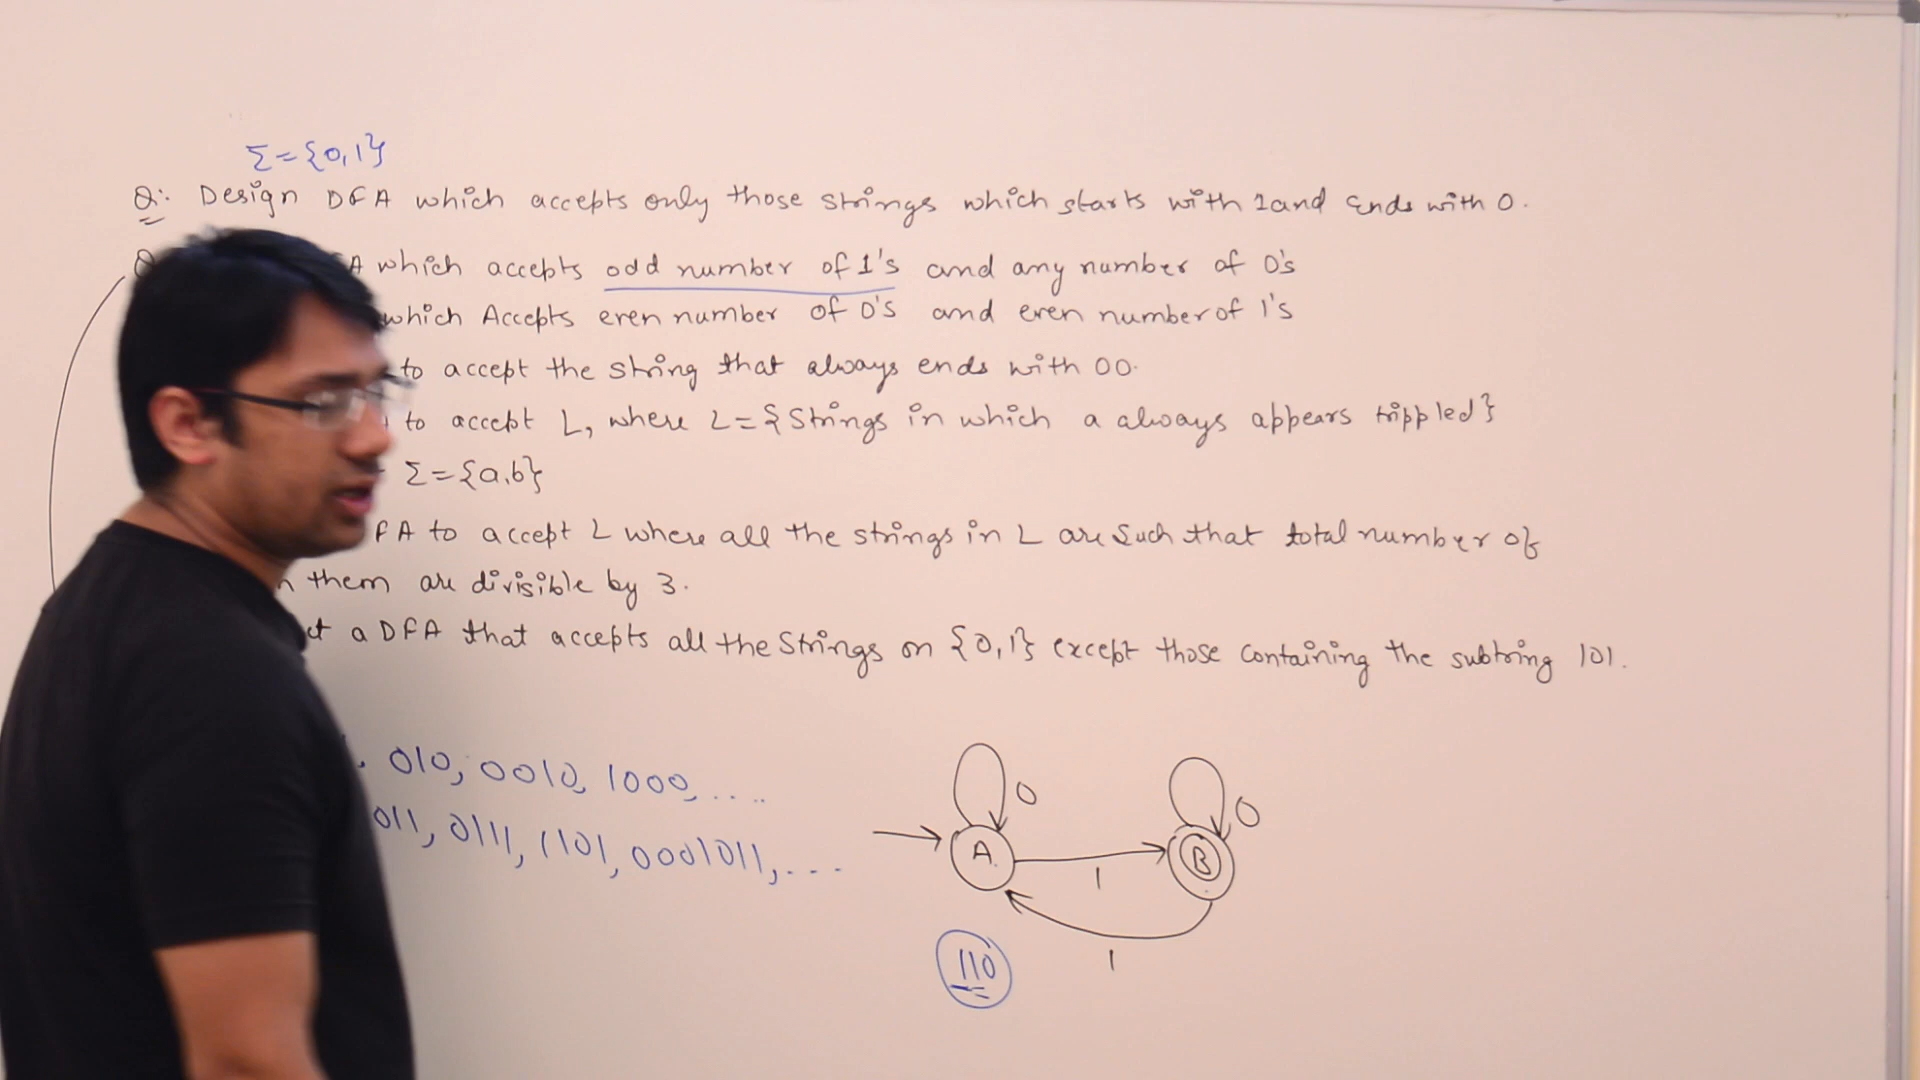 Σ={0,1}
Q: Design DFA which accepts only those strings which starts with 1 and Ends with 0.
A which accepts odd number of 1's and any number of 0's
which Accepts even number of 0's and even number of 1's
to accept the string that always ends with 00.
to accept L, where L={Strings in which a always appears trippled}
Σ={a,b}
FA to accept L where all the strings in L are such that total number of
them are divisible by 3.
ct a DFA that accepts all the Strings on {0,1} except those containing the subtring 101.
010, 0010, 1000, ....
011, 0111, 1101, 0001011, ...
0
0
A
B
1
1
110